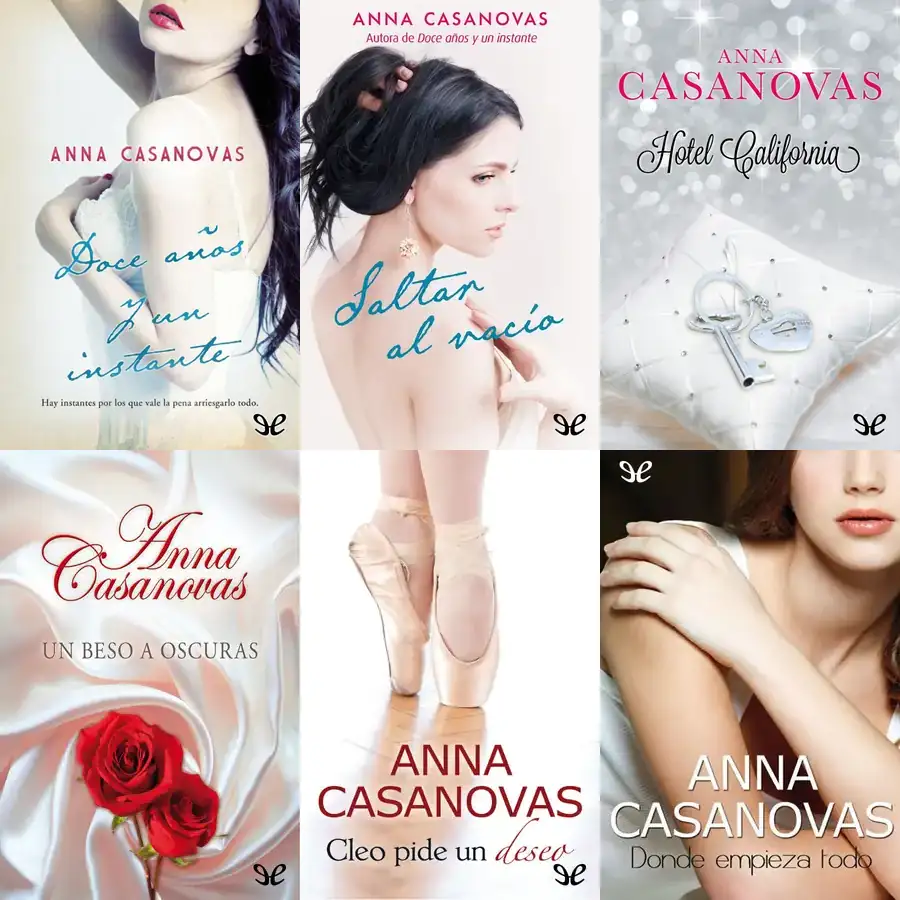 ANNA CASANOVAS
Doce años
y un
instante
Hay instantes por los que vale la pena arriesgarlo todo.
ANNA CASANOVAS
Autora de Doce años y un instante
Saltar
al vacío
ANNA
CASANOVAS
Hotel California
Anna
Casanovas
UN BESO A OSCURAS
ANNA
CASANOVAS
Cleo pide un deseo
ANNA
CASANOVAS
Donde empieza todo